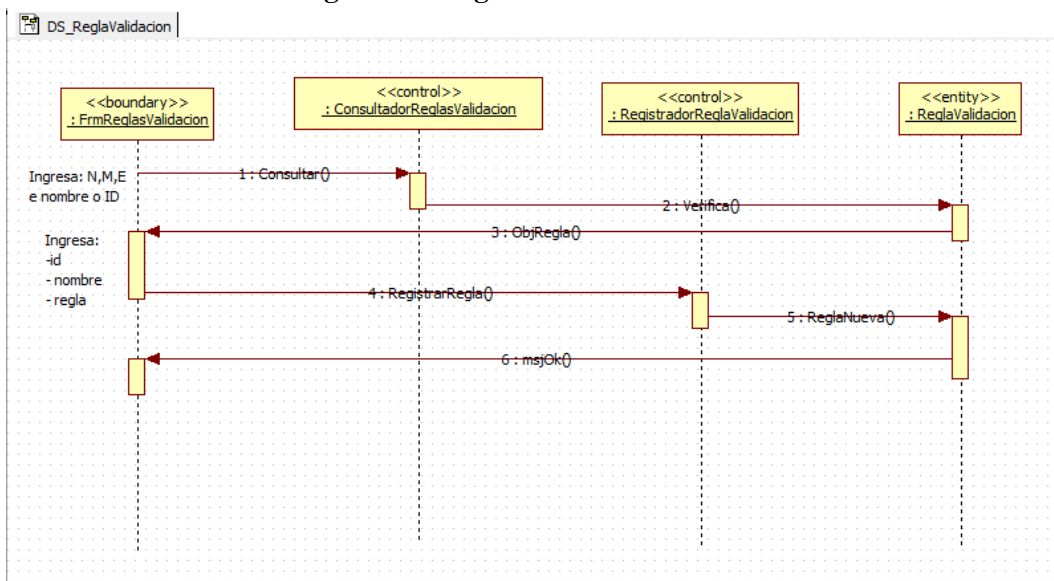 DS_ReglaValidacion
<<boundary>>
: FrmReglasValidacion
<<control>>
: ConsultadorReglasValidacion
<<control>>
: RegistradorReglaValidacion
<<entity>>
: ReglaValidacion
Ingresa: N,M,E
e nombre o ID
1 : Consultar()
2 : Verifica()
3 : ObjRegla()
Ingresa:
-id
- nombre
- regla
4 : RegistrarRegla()
5 : ReglaNueva()
6 : msjOk()